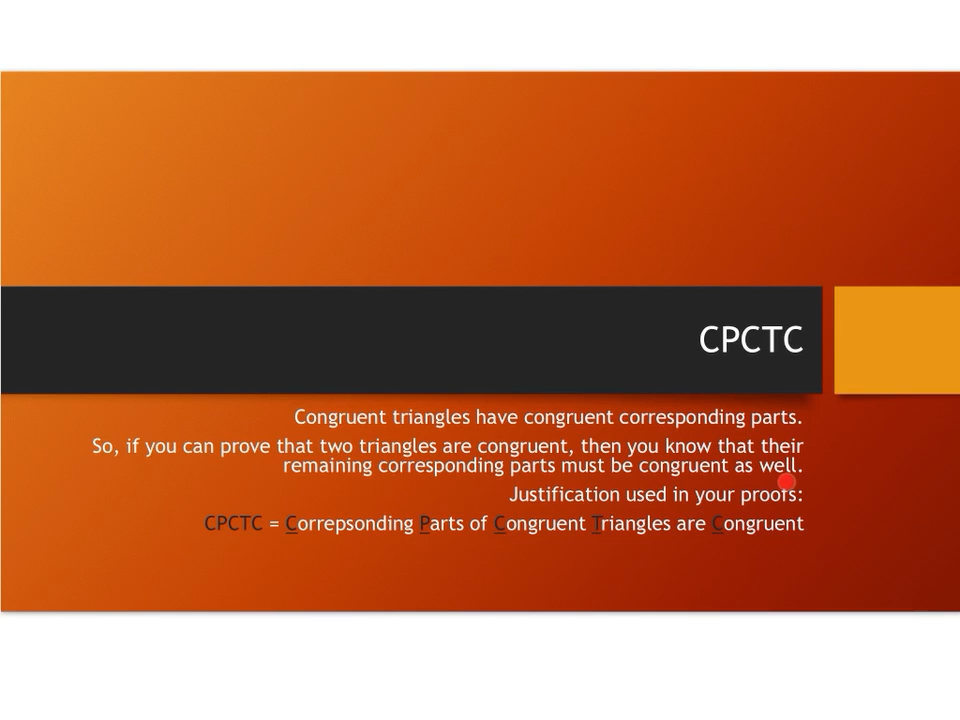 CPCTC
Congruent triangles have congruent corresponding parts.
So, if you can prove that two triangles are congruent, then you know that their
remaining corresponding parts must be congruent as well.
Justification used in your proofs:
CPCTC = Correpsonding Parts of Congruent Triangles are Congruent